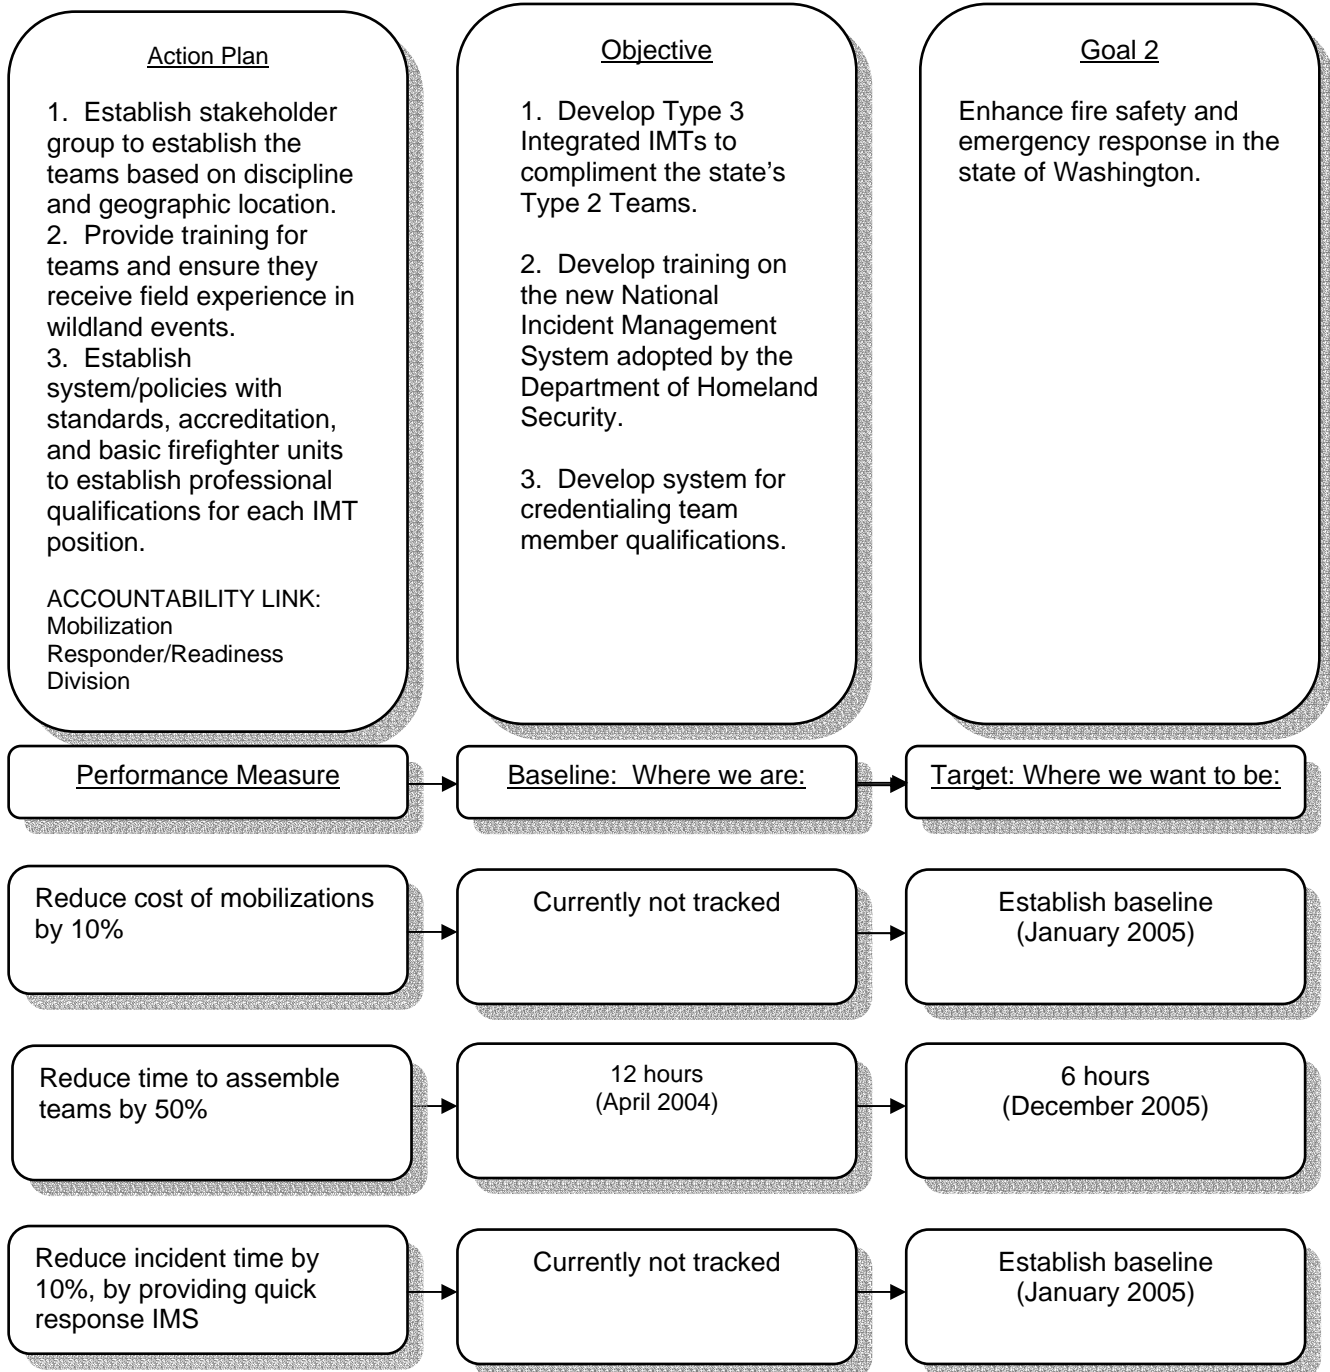 Action Plan
1. Establish stakeholder
group to establish the
teams based on discipline
and geographic location.
2. Provide training for
teams and ensure they
receive field experience in
wildland events.
3. Establish
system/policies with
standards, accreditation,
and basic firefighter units
to establish professional
qualifications for each IMT
position.
ACCOUNTABILITY LINK:
Mobilization
Responder/Readiness
Division
Objective
1. Develop Type 3
Integrated IMTs to
compliment the state’s
Type 2 Teams.
2. Develop training on
the new National
Incident Management
System adopted by the
Department of Homeland
Security.
3. Develop system for
credentialing team
member qualifications.
Goal 2
Enhance fire safety and
emergency response in the
state of Washington.
Performance Measure
Baseline: Where we are:
Target: Where we want to be:
Reduce cost of mobilizations
by 10%
Currently not tracked
Establish baseline
(January 2005)
Reduce time to assemble
teams by 50%
12 hours
(April 2004)
6 hours
(December 2005)
Reduce incident time by
10%, by providing quick
response IMS
Currently not tracked
Establish baseline
(January 2005)